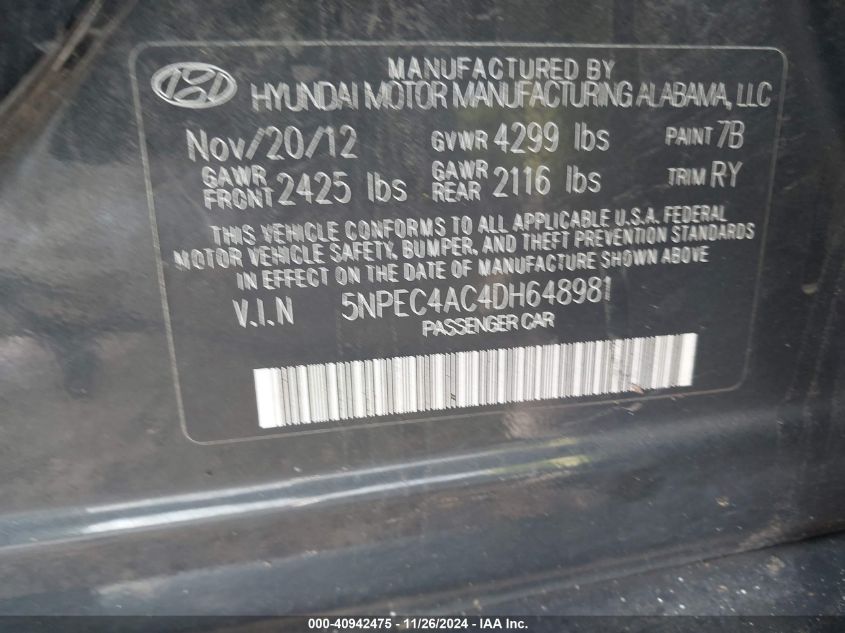 MANUFACTURED BY
HYUNDAI MOTOR MANUFACTURING ALABAMA, LLC
Nov/20/12 GVWR 4299 lbs PAINT 7B
GAWR FRONT 2425 lbs GAWR REAR 2116 lbs TRIM RY
THIS VEHICLE CONFORMS TO ALL APPLICABLE U.S.A. FEDERAL
MOTOR VEHICLE SAFETY, BUMPER, AND THEFT PREVENTION STANDARDS
IN EFFECT ON THE DATE OF MANUFACTURE SHOWN ABOVE
V.I.N 5NPEC4AC4DH648981
PASSENGER CAR
000-40942475 - 11/26/2024 - IAA Inc.